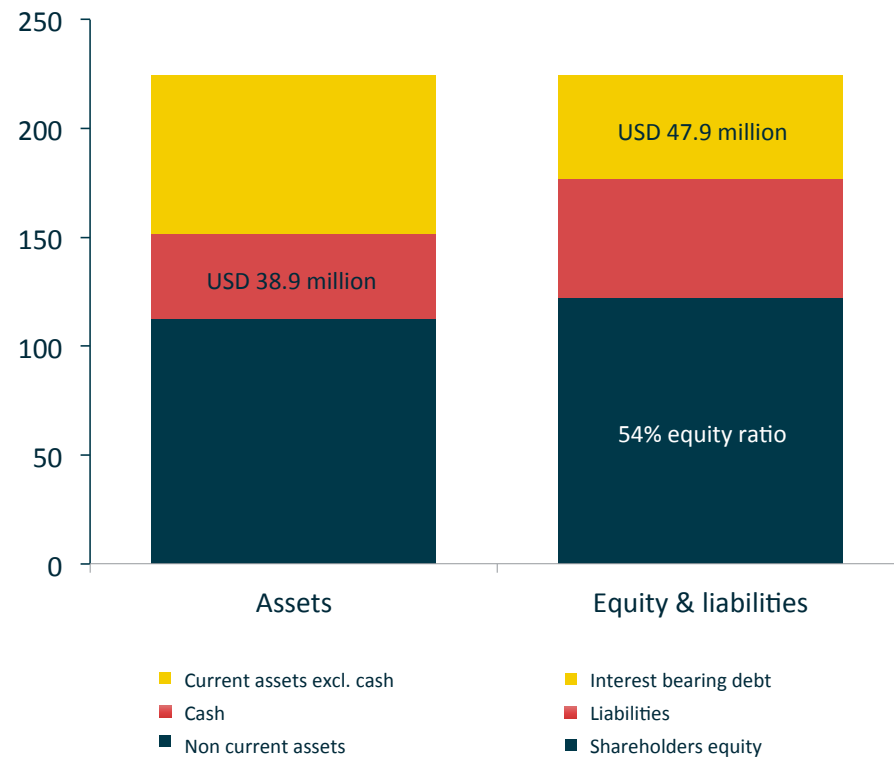 250
200
150
100
50
0
USD 47.9 million
USD 38.9 million
54% equity ratio
Assets
Equity & liabilities
Current assets excl. cash
Cash
Non current assets
Interest bearing debt
Liabilities
Shareholders equity